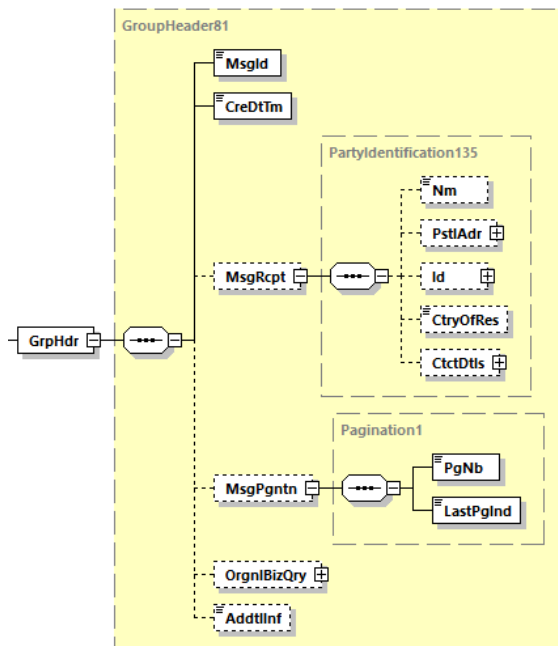 GroupHeader81
MsgId
CreDtTm
PartyIdentification135
Nm
PstlAdr
MsgRcpt
Id
CtryOfRes
GrpHdr
CtctDtls
Pagination1
PgNb
MsgPgntn
LastPgInd
OrgnlBizQry
AddtlInf